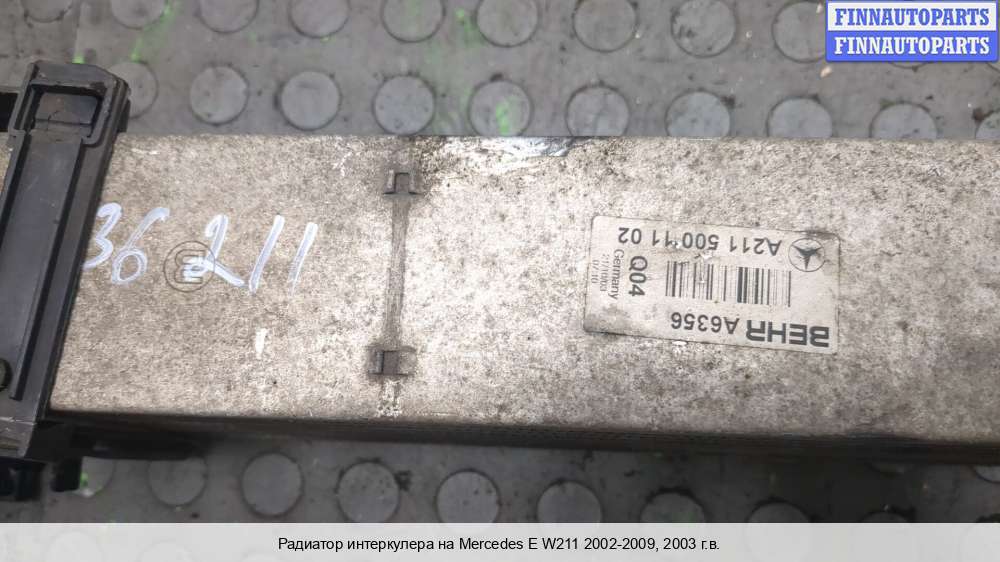 FINNAUTOPARTS
FINNAUTOPARTS
36 211
BEHR A6356
Q04
Germany
A211 500 11 02
Радиатор интеркулера на Mercedes E W211 2002-2009, 2003 г.в.